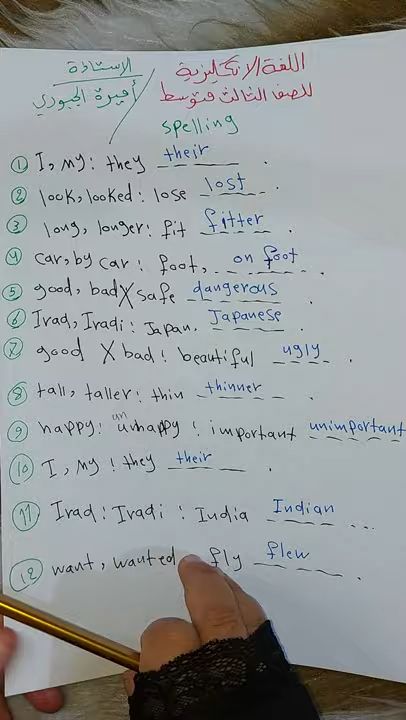 اللغة الانكليزية
للصف الثالث متوسط
الاستاذة
أميرة الجبوري
spelling
① I, my: they their .
② look, looked: lose lost .
③ long, longer: fit fitter .
④ car, by car: foot, on foot .
⑤ good, bad X safe dangerous .
⑥ Iraq, Iraqi: Japan. Japanese .
⑦ good X bad: beautiful ugly .
⑧ tall, taller: thin thinner .
⑨ happy: unhappy: important unimportant
⑩ I, my: they their .
⑪ Iraq: Iraqi: India Indian ...
⑫ want, wanted fly flew .